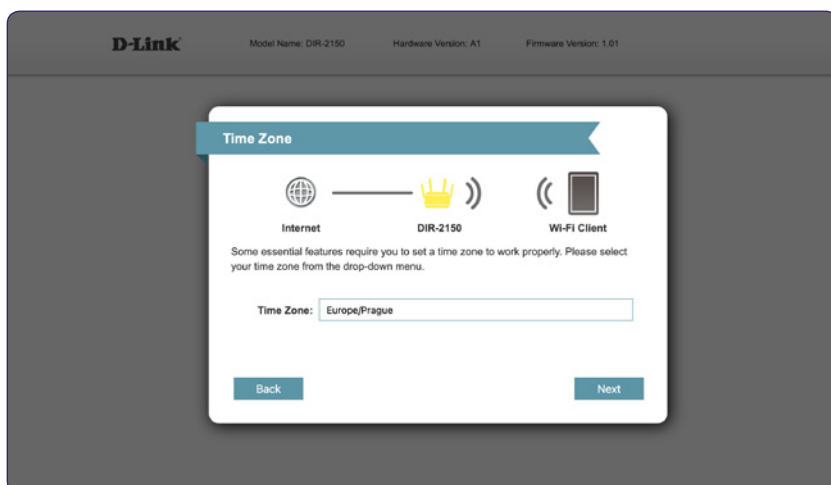 D-Link Model Name: DIR-2150 Hardware Version: A1 Firmware Version: 1.01
Time Zone
Internet DIR-2150 Wi-Fi Client
Some essential features require you to set a time zone to work properly. Please select
your time zone from the drop-down menu.
Time Zone: Europe/Prague
Back Next